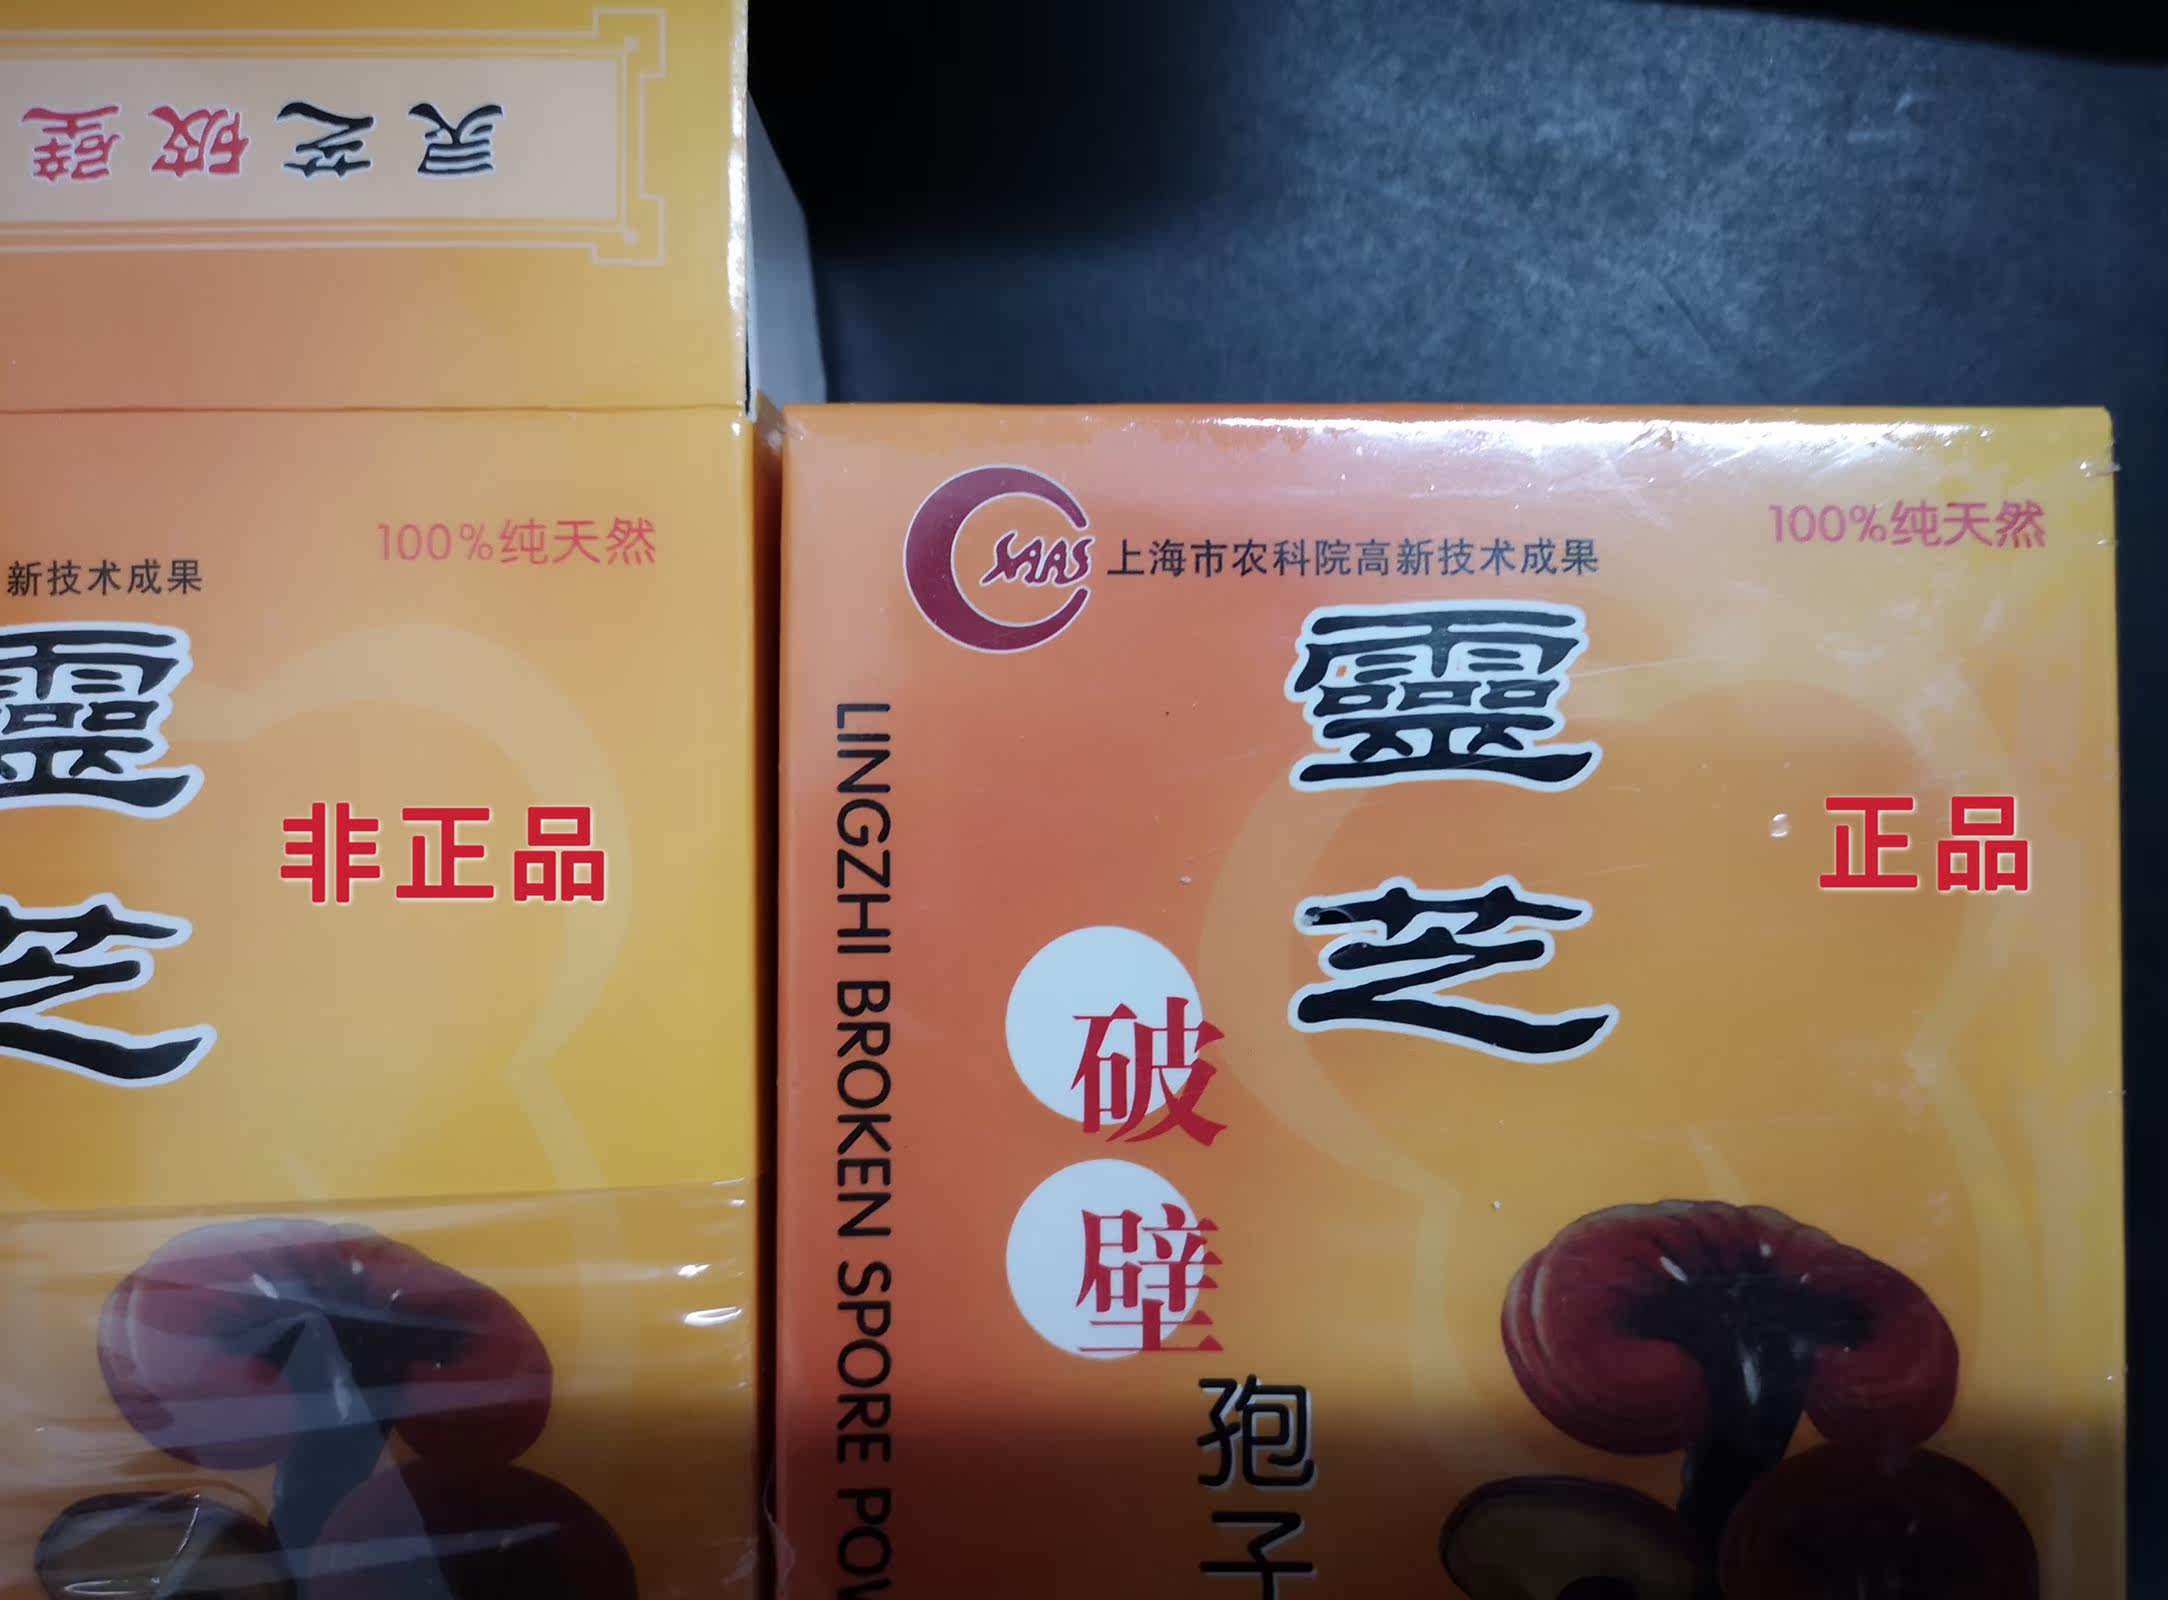 灵芝破壁
新技术成果
100%纯天然
靈
芝
非正品
SAAS
上海市农科院高新技术成果
100%纯天然
靈
芝
正品
破
壁
孢
子
LINGZHI BROKEN SPORE POW